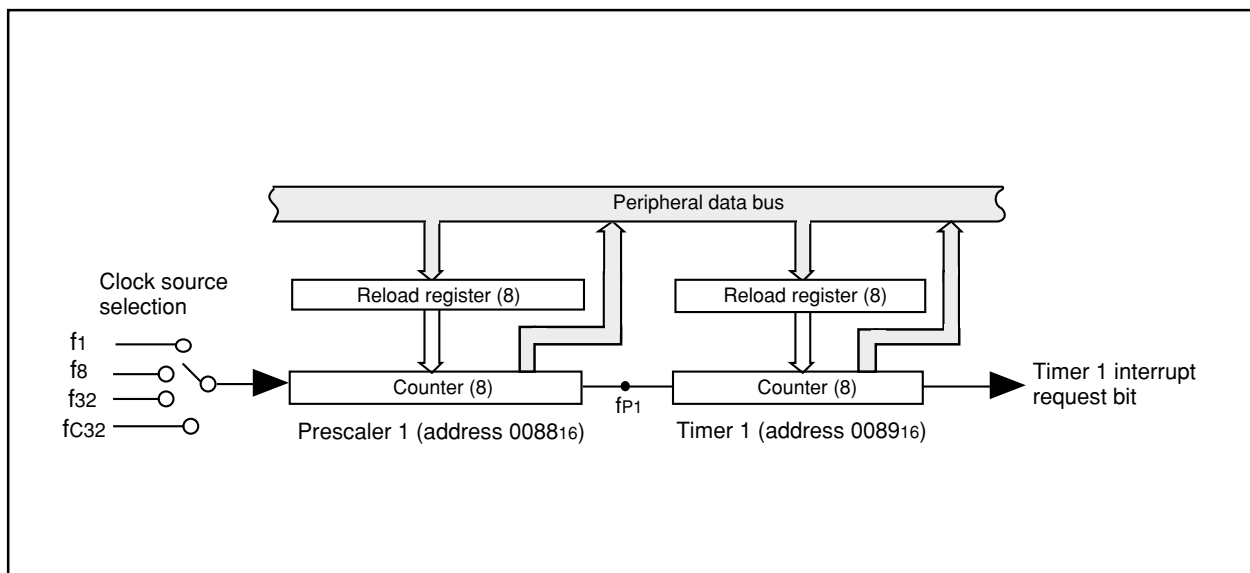 Peripheral data bus
Clock source
selection
Reload register (8)
Reload register (8)
f1
f8
f32
fC32
Counter (8)
fP1
Counter (8)
Timer 1 interrupt
request bit
Prescaler 1 (address 008816)
Timer 1 (address 008916)